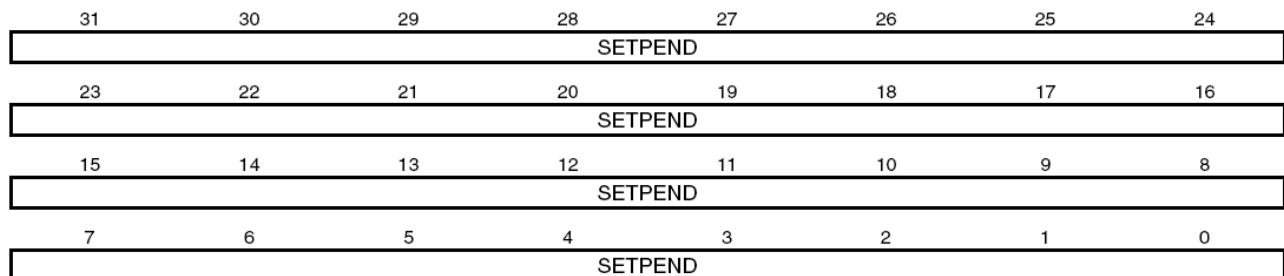 31 30 29 28 27 26 25 24
SETPEND
23 22 21 20 19 18 17 16
SETPEND
15 14 13 12 11 10 9 8
SETPEND
7 6 5 4 3 2 1 0
SETPEND